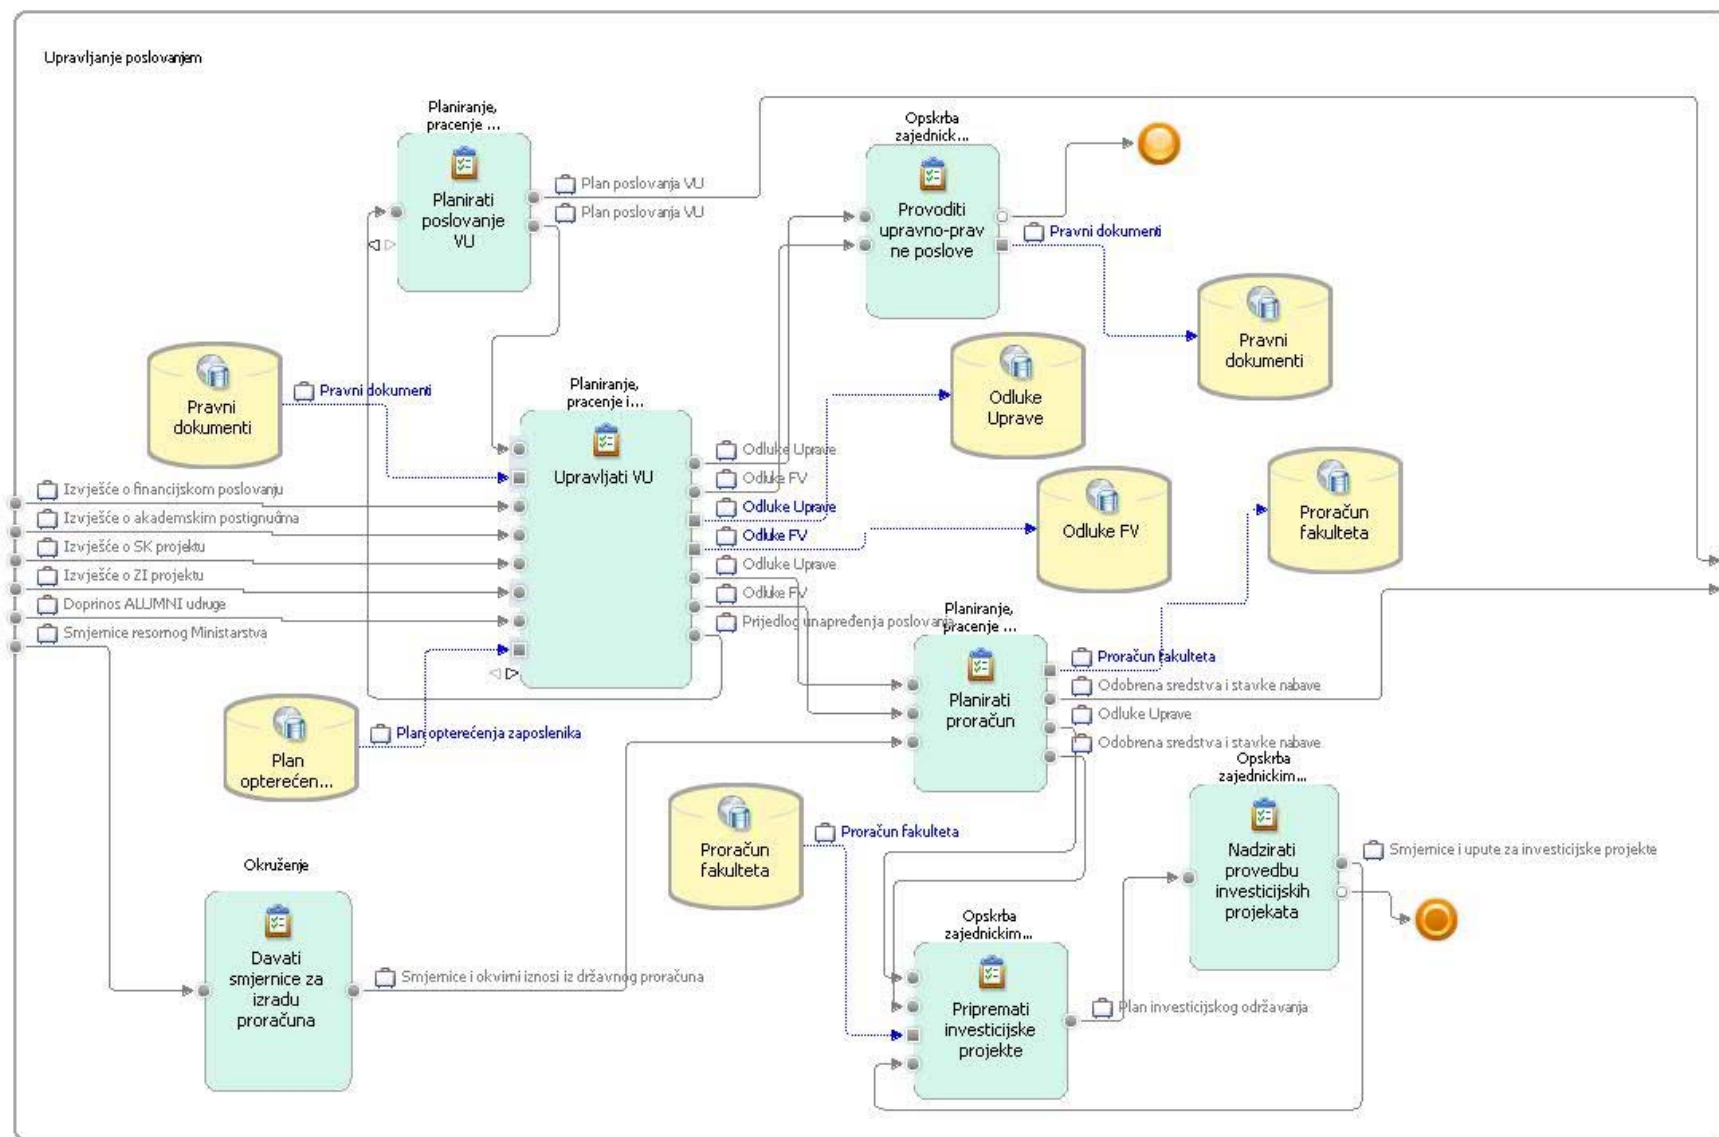 Upravljanje poslovanjem
Planiranje,
pracenje ...
Planirati
poslovanje
VU
Plan poslovanja VU
Plan poslovanja VU
Opskrba
zajednick...
Provoditi
upravno-prav
ne poslove
Pravni dokumenti
Pravni
dokumenti
Pravni
dokumenti
Pravni dokumenti
Planiranje,
pracenje i...
Upravljati VU
Odluke
Uprave
Odluke FV
Proračun
fakulteta
Izvješće o financijskom poslovanju
Izvješće o akademskim postignućima
Izvješće o SK projektu
Izvješće o ZI projektu
Doprinos ALUMNI udruge
Smjernice resornog Ministarstva
Odluke Uprave
Odluke FV
Odluke Uprave
Odluke FV
Odluke Uprave
Odluke FV
Prijedlog unapređenja poslovanja
Planiranje,
pracenje ...
Planirati
proračun
Proračun fakulteta
Odobrena sredstva i stavke nabave
Odluke Uprave
Odobrena sredstva i stavke nabave
Plan
opterećen...
Plan opterećenja zaposlenika
Proračun
fakulteta
Proračun fakulteta
Opskrba
zajednickim...
Nadzirati
provedbu
investicijskih
projekata
Smjernice i upute za investicijske projekte
Okruženje
Davati
smjernice za
izradu
proračuna
Smjernice i okvirni iznosi iz državnog proračuna
Opskrba
zajednickim...
Pripremati
investicijske
projekte
Plan investicijskog održavanja